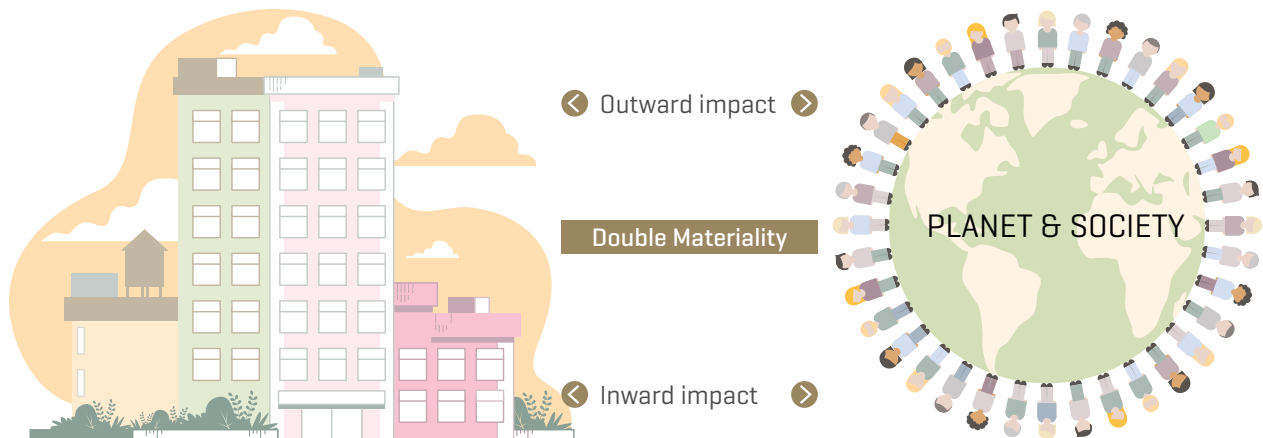 Outward impact
Double Materiality
PLANET & SOCIETY
Inward impact